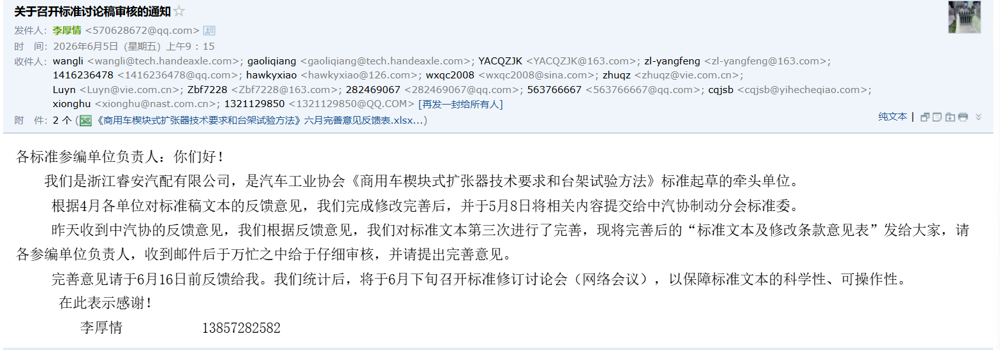 关于召开标准讨论稿审核的通知
发件人：李厚情 <570628672@qq.com>
时　间：2026年6月5日（星期五）上午9：15
收件人：wangli <wangli@tech.handeaxle.com>; gaoliqiang <gaoliqiang@tech.handeaxle.com>; YACQZJK <YACQZJK@163.com>; zl-yangfeng <zl-yangfeng@163.com>;
1416236478 <1416236478@qq.com>; hawkyxiao <hawkyxiao@126.com>; wxqc2008 <wxqc2008@sina.com>; zhuqz <zhuqz@vie.com.cn>;
Luyn <Luyn@vie.com.cn>; Zbf7228 <Zbf7228@163.com>; 282469067 <282469067@qq.com>; 563766667 <563766667@qq.com>; cqjsb <cqjsb@yihecheqiao.com>;
xionghu <xionghu@nast.com.cn>; 1321129850 <1321129850@QQ.COM> [再发一封给所有人]
附　件：2 个 (《商用车楔块式扩张器技术要求和台架试验方法》六月完善意见反馈表.xlsx...)
纯文本 |
各标准参编单位负责人：你们好！
我们是浙江睿安汽配有限公司，是汽车工业协会《商用车楔块式扩张器技术要求和台架试验方法》标准起草的牵头单位。
根据4月各单位对标准稿文本的反馈意见，我们完成修改完善后，并于5月8日将相关内容提交给中汽协制动分会标准委。
昨天收到中汽协的反馈意见，我们根据反馈意见，我们对标准文本第三次进行了完善，现将完善后的“标准文本及修改条款意见表”发给大家，请
各参编单位负责人，收到邮件后于万忙之中给于仔细审核，并请提出完善意见。
完善意见请于6月16日前反馈给我。我们统计后，将于6月下旬召开标准修订讨论会（网络会议），以保障标准文本的科学性、可操作性。
在此表示感谢！
李厚情　　13857282582